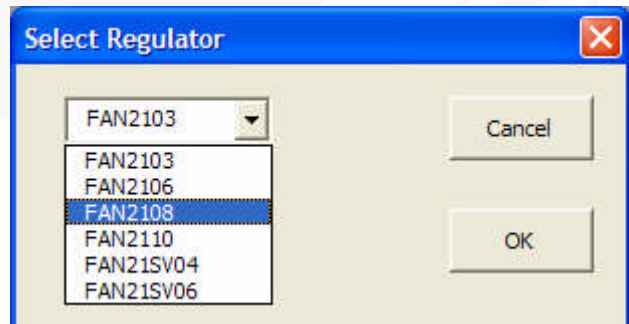 Select Regulator
FAN2103
Cancel
FAN2103
FAN2106
FAN2108
FAN2110
OK
FAN21SV04
FAN21SV06